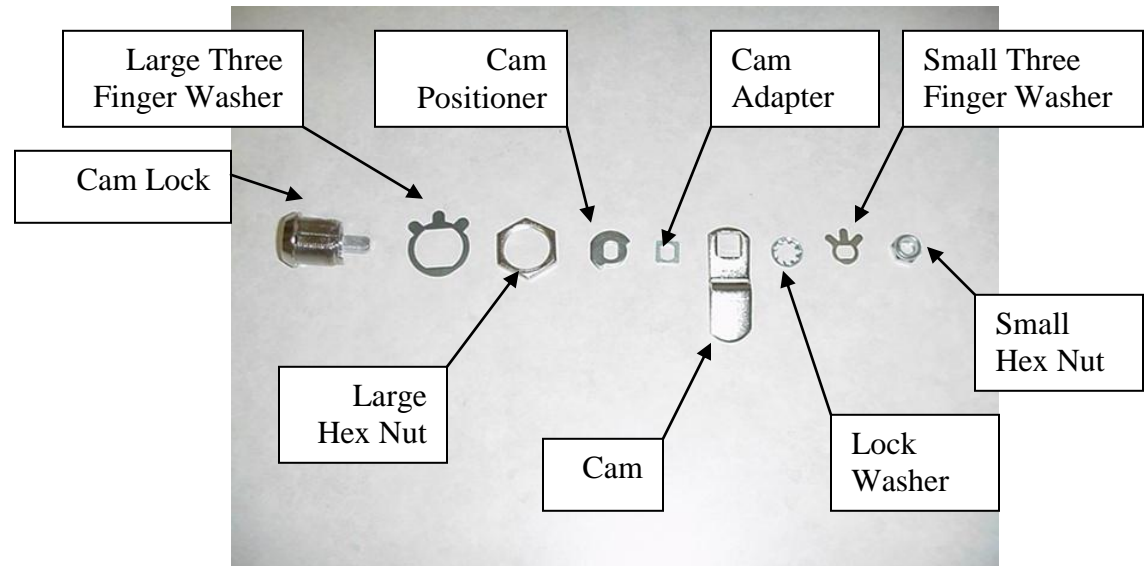 Large Three
Finger Washer
Cam
Positioner
Cam
Adapter
Small Three
Finger Washer
Cam Lock
Large
Hex Nut
Cam
Lock
Washer
Small
Hex Nut